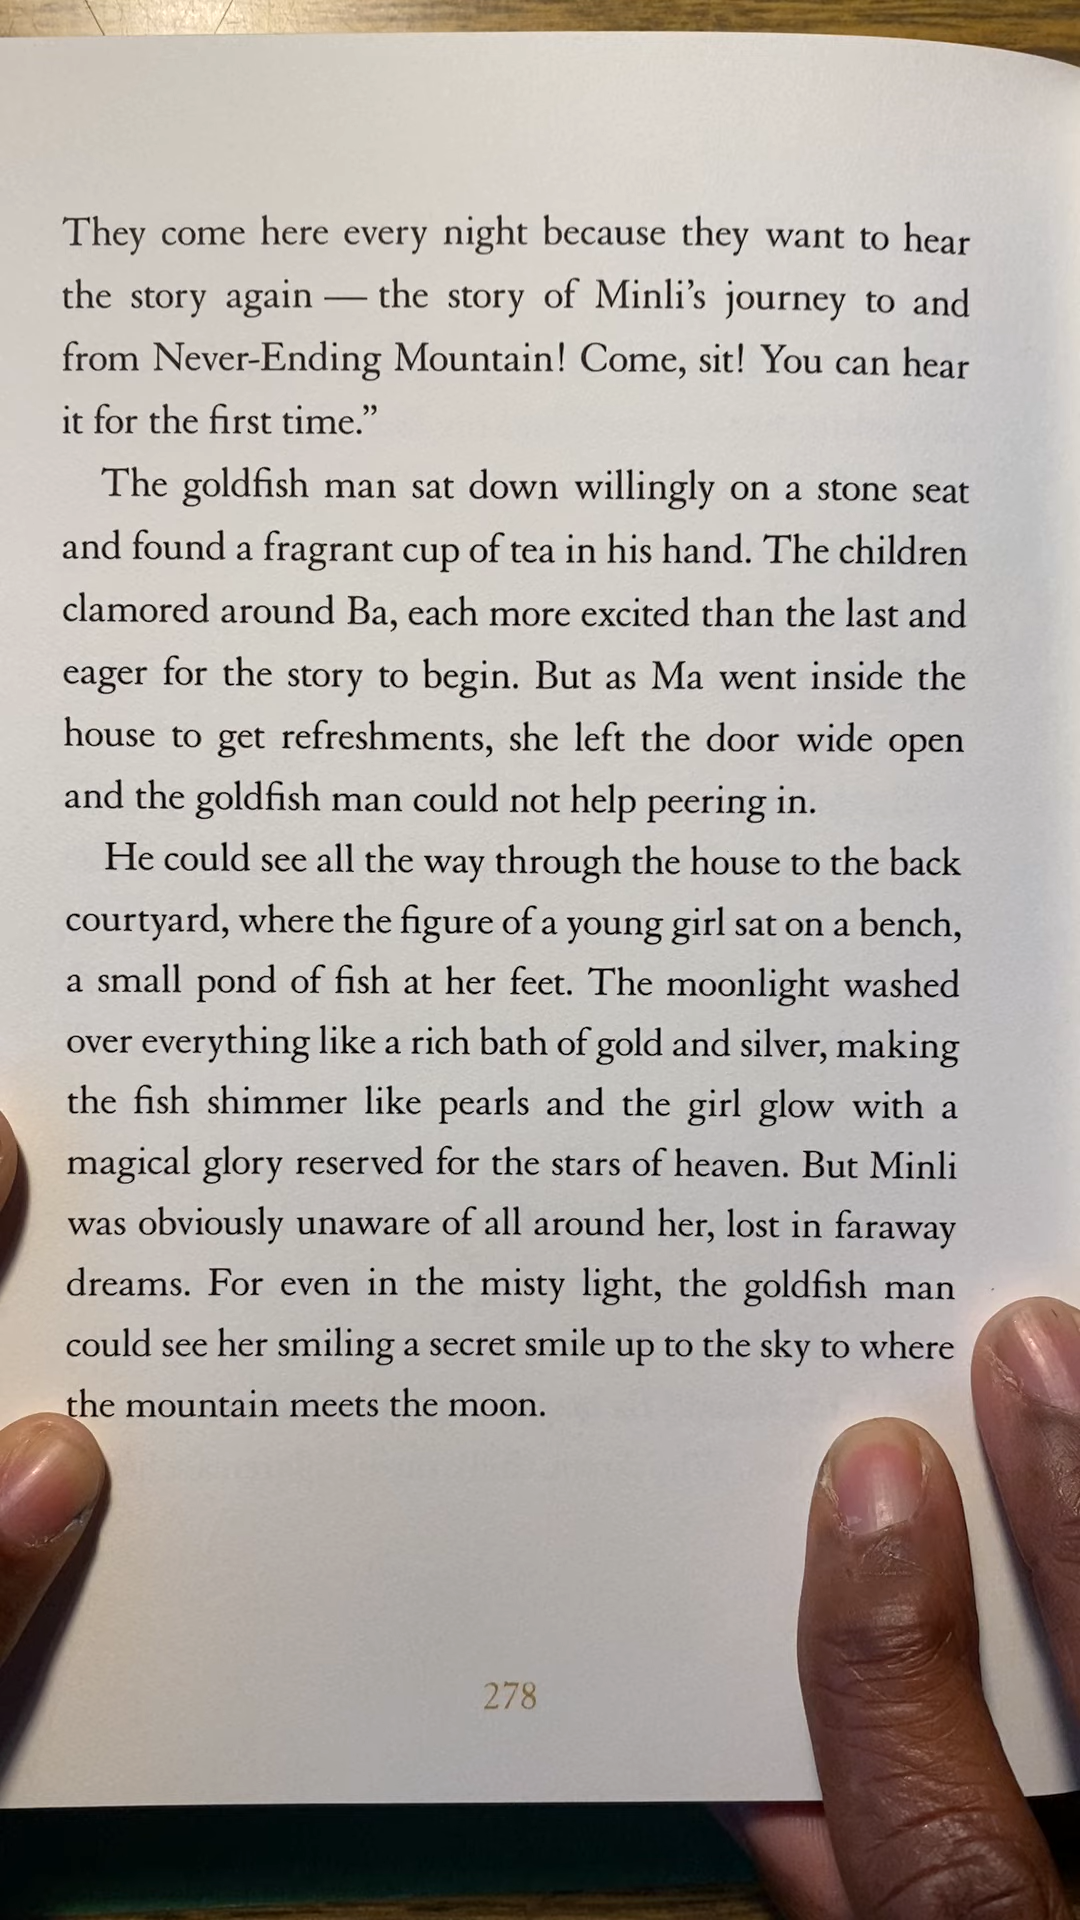 They come here every night because they want to hear
the story again — the story of Minli’s journey to and
from Never-Ending Mountain! Come, sit! You can hear
it for the first time.”
The goldfish man sat down willingly on a stone seat
and found a fragrant cup of tea in his hand. The children
clamored around Ba, each more excited than the last and
eager for the story to begin. But as Ma went inside the
house to get refreshments, she left the door wide open
and the goldfish man could not help peering in.
He could see all the way through the house to the back
courtyard, where the figure of a young girl sat on a bench,
a small pond of fish at her feet. The moonlight washed
over everything like a rich bath of gold and silver, making
the fish shimmer like pearls and the girl glow with a
magical glory reserved for the stars of heaven. But Minli
was obviously unaware of all around her, lost in faraway
dreams. For even in the misty light, the goldfish man
could see her smiling a secret smile up to the sky to where
the mountain meets the moon.
278